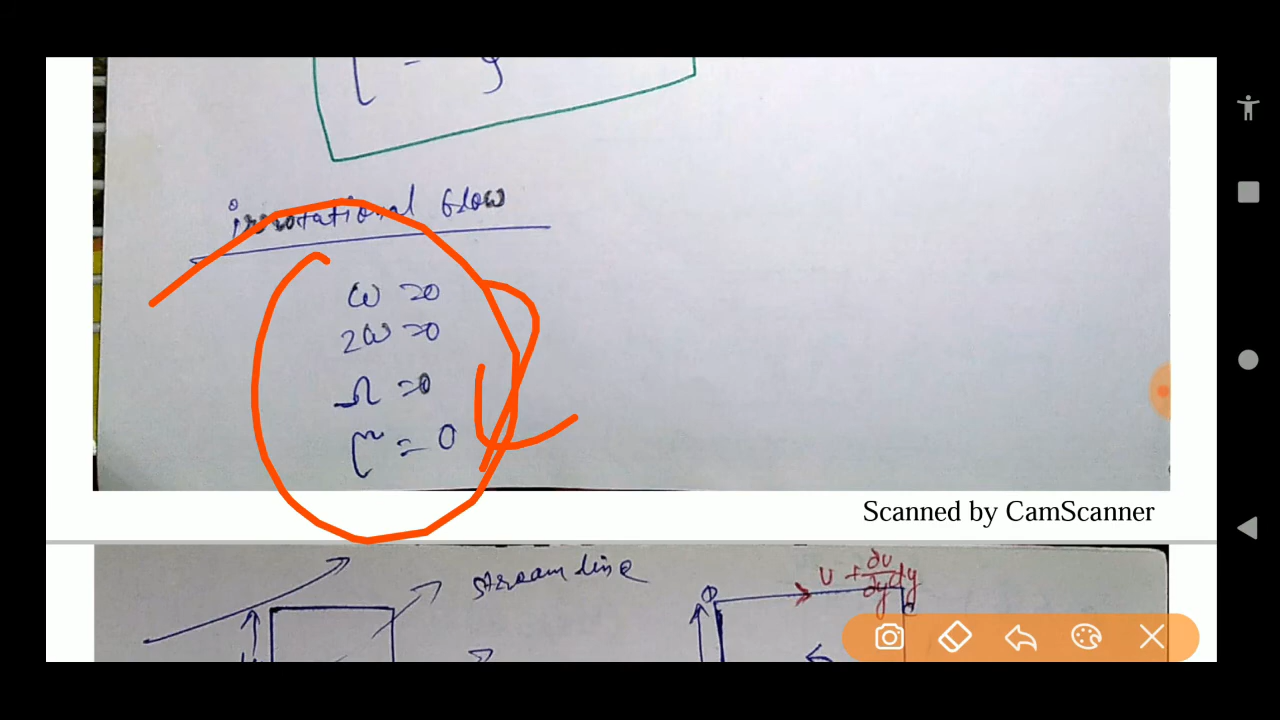 irrotational flow
ω = 0
2ω = 0
Ω = 0
Γ = 0
Scanned by CamScanner
stream line
U + ∂U/∂y dy